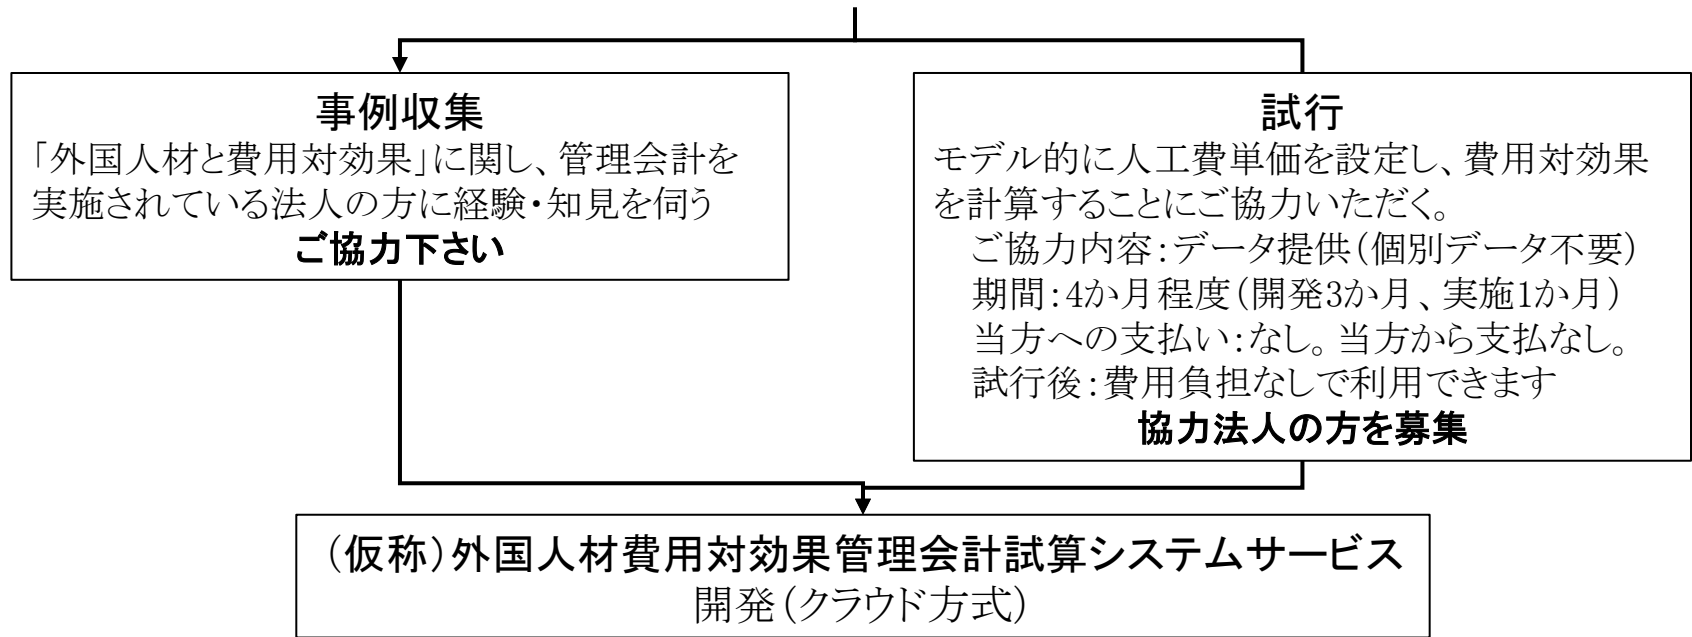 事例収集
「外国人材と費用対効果」に関し、管理会計を
実施されている法人の方に経験・知見を伺う
ご協力下さい
試行
モデル的に人工費単価を設定し、費用対効果
を計算することにご協力いただく。
ご協力内容：データ提供（個別データ不要）
期間：4か月程度（開発3か月、実施1か月）
当方への支払い：なし。当方から支払なし。
試行後：費用負担なしで利用できます
協力法人の方を募集
（仮称）外国人材費用対効果管理会計試算システムサービス
開発（クラウド方式）